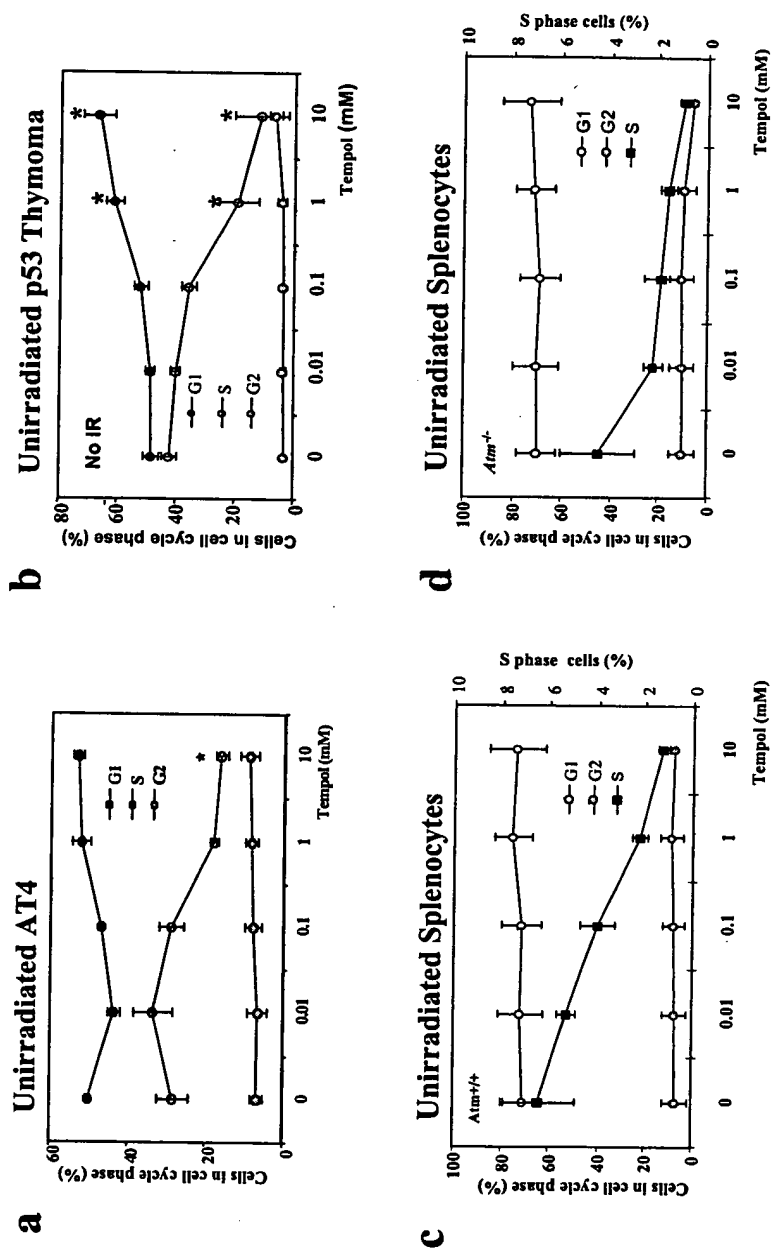 a
Unirradiated AT4
Cells in cell cycle phase (%)
60
40
20
0
G1
S
G2
*
0
0.01
0.1
1
10
Tempol (mM)
b
Unirradiated p53 Thymoma
Cells in cell cycle phase (%)
80
60
40
20
0
No IR
G1
S
G2
*
*
*
*
0
0.01
0.1
1
10
Tempol (mM)
c
Unirradiated Splenocytes
Cells in cell cycle phase (%)
100
80
60
40
20
0
Atm+/+
G1
G2
S
S phase cells (%)
10
8
6
4
2
0
0
0.01
0.1
1
10
Tempol (mM)
d
Unirradiated Splenocytes
Cells in cell cycle phase (%)
100
80
60
40
20
0
Atm-/-
G1
G2
S
S phase cells (%)
10
8
6
4
2
0
0
0.01
0.1
1
10
Tempol (mM)